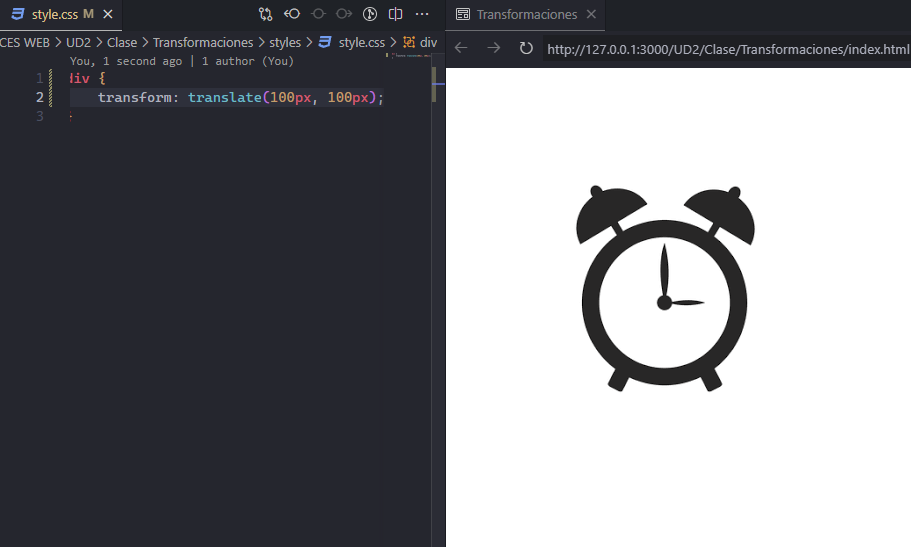 style.css M
Transformaciones
CES WEB > UD2 > Clase > Transformaciones > styles > style.css > div
http://127.0.0.1:3000/UD2/Clase/Transformaciones/index.html
You, 1 second ago | 1 author (You)
1 div {
2 transform: translate(100px, 100px);
3